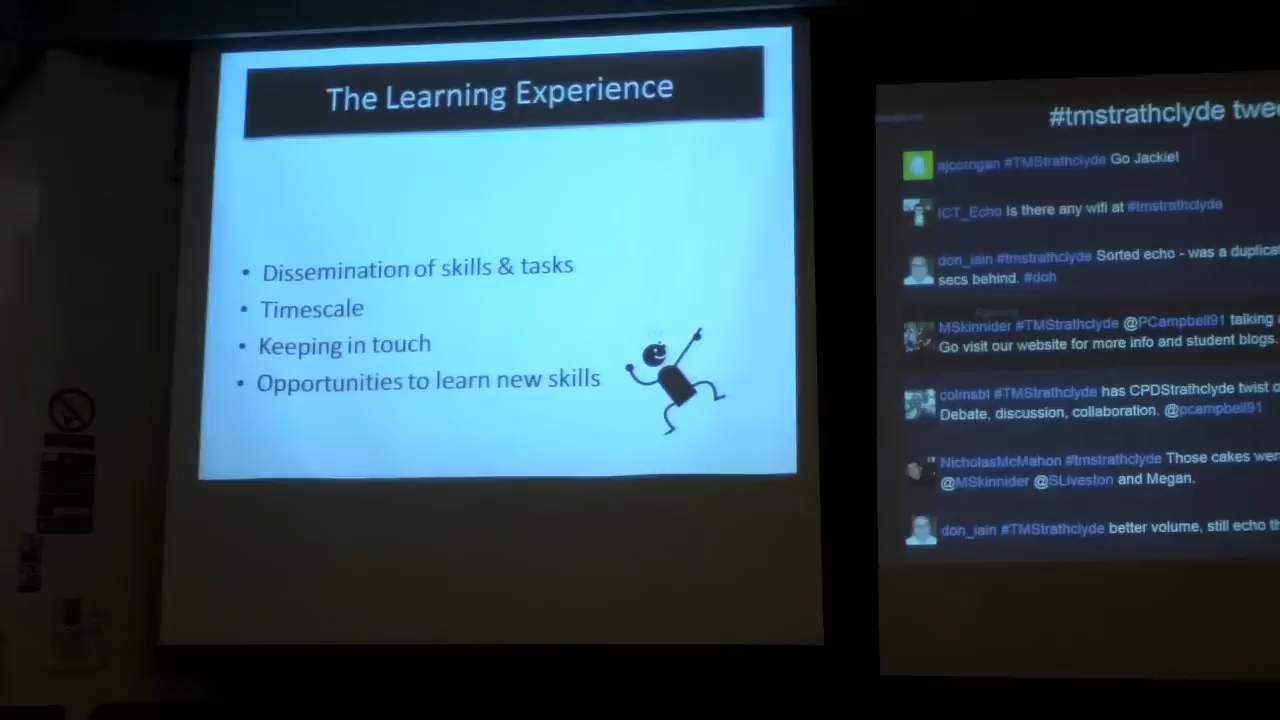 The Learning Experience
• Dissemination of skills & tasks
• Timescale
• Keeping in touch
• Opportunities to learn new skills
#tmstrathclyde twee
ajcorrigan #TMStrathclyde Go Jackie!
ICT_Echo Is there any wifi at #tmstrathclyde
don_iain #tmstrathclyde Sorted echo - was a duplicat
secs behind. #doh
MSkinnider #TMStrathclyde @PCampbell91 talking
Go visit our website for more info and student blogs.
colmsbt #TMStrathclyde has CPDStrathclyde twist
Debate, discussion, collaboration. @pcampbell91
NicholasMcMahon #tmstrathclyde Those cakes wer
@MSkinnider @SLiveston and Megan.
don_iain #TMStrathclyde better volume, still echo th